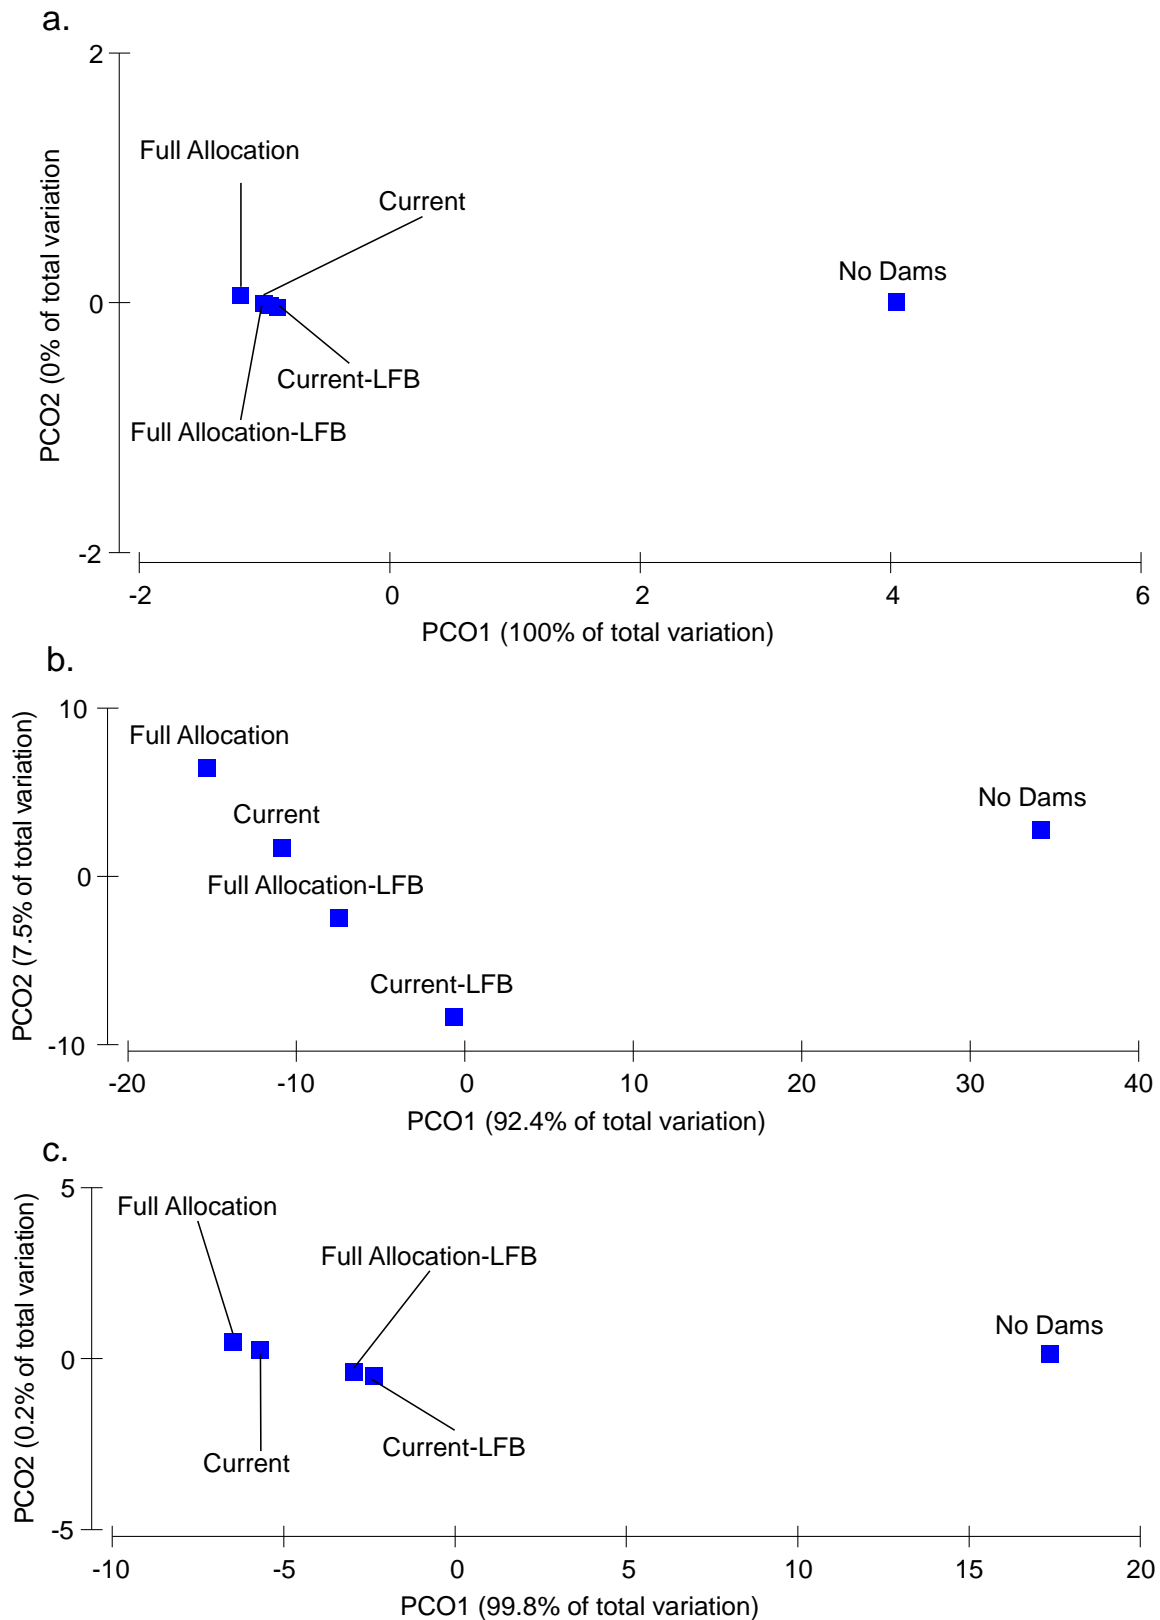 a.
2
Full Allocation
Current
No Dams
0
Current-LFB
Full Allocation-LFB
-2
PCO2 (0% of total variation
-2 0 2 4 6
PCO1 (100% of total variation)
b.
10
Full Allocation
No Dams
Current
0
Full Allocation-LFB
Current-LFB
-10
PCO2 (7.5% of total variation)
-20 -10 0 10 20 30 40
PCO1 (92.4% of total variation)
c.
5
Full Allocation
Full Allocation-LFB
No Dams
0
Current-LFB
Current
-5
PCO2 (0.2% of total variation)
-10 -5 0 5 10 15 20
PCO1 (99.8% of total variation)